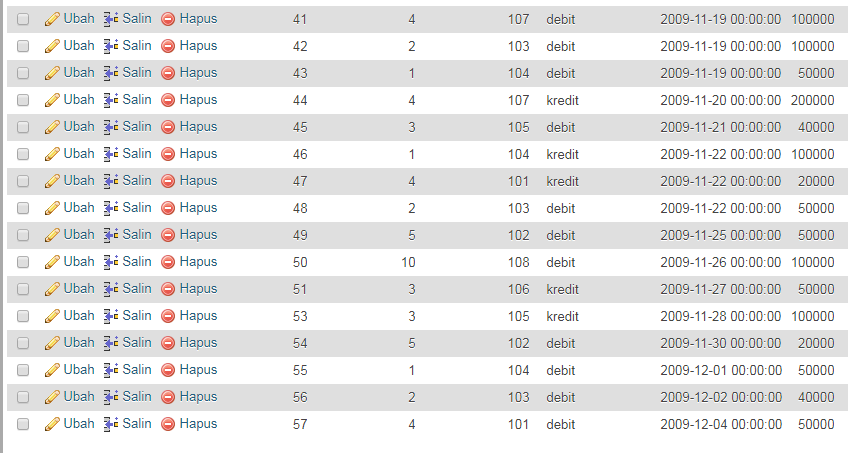 Ubah Salin Hapus 41 4 107 debit 2009-11-19 00:00:00 100000
Ubah Salin Hapus 42 2 103 debit 2009-11-19 00:00:00 100000
Ubah Salin Hapus 43 1 104 debit 2009-11-19 00:00:00 50000
Ubah Salin Hapus 44 4 107 kredit 2009-11-20 00:00:00 200000
Ubah Salin Hapus 45 3 105 debit 2009-11-21 00:00:00 40000
Ubah Salin Hapus 46 1 104 kredit 2009-11-22 00:00:00 100000
Ubah Salin Hapus 47 4 101 kredit 2009-11-22 00:00:00 20000
Ubah Salin Hapus 48 2 103 debit 2009-11-22 00:00:00 50000
Ubah Salin Hapus 49 5 102 debit 2009-11-25 00:00:00 50000
Ubah Salin Hapus 50 10 108 debit 2009-11-26 00:00:00 100000
Ubah Salin Hapus 51 3 106 kredit 2009-11-27 00:00:00 50000
Ubah Salin Hapus 53 3 105 kredit 2009-11-28 00:00:00 100000
Ubah Salin Hapus 54 5 102 debit 2009-11-30 00:00:00 20000
Ubah Salin Hapus 55 1 104 debit 2009-12-01 00:00:00 50000
Ubah Salin Hapus 56 2 103 debit 2009-12-02 00:00:00 40000
Ubah Salin Hapus 57 4 101 debit 2009-12-04 00:00:00 50000